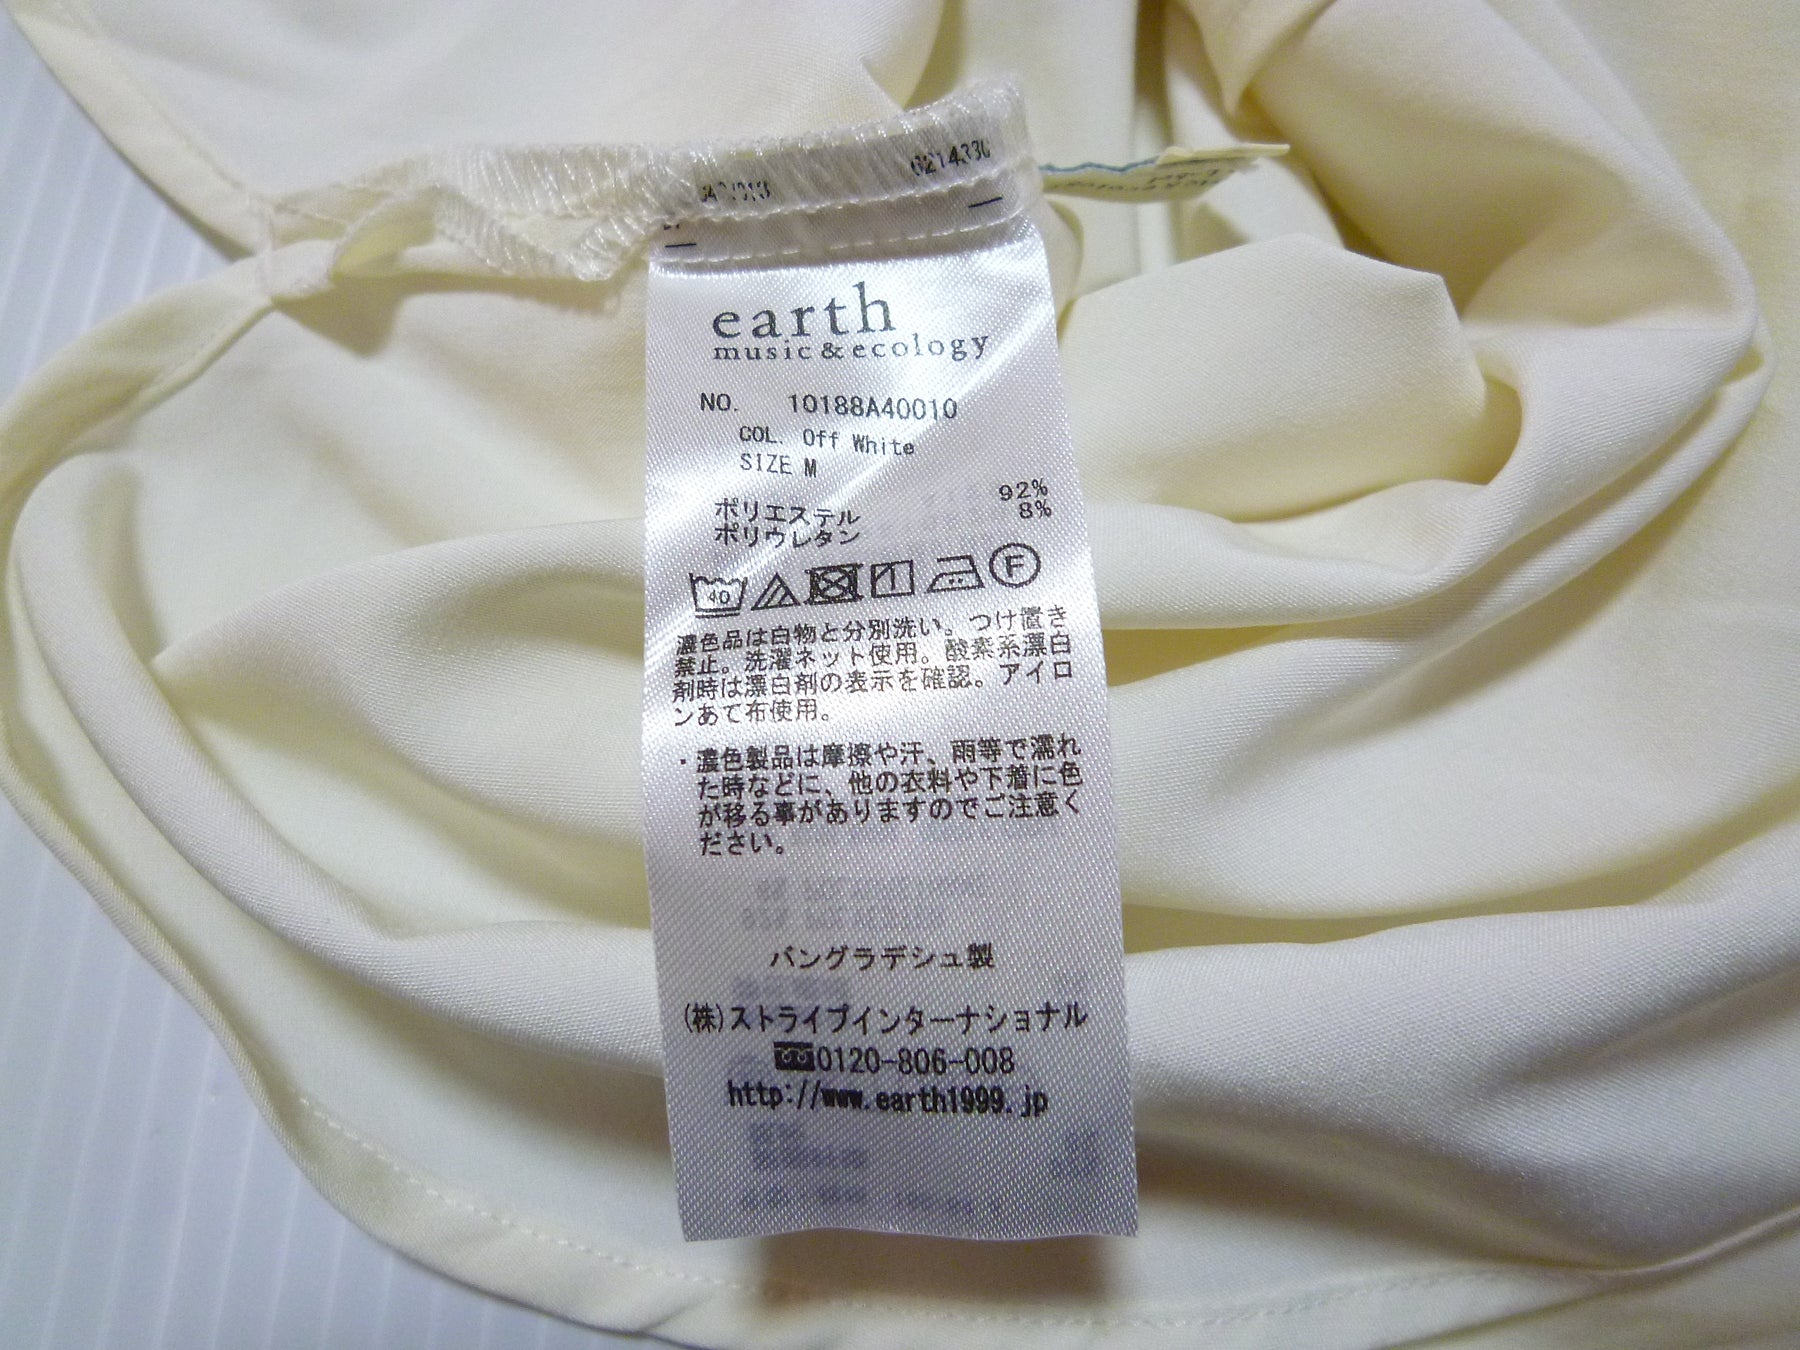 earth
music&ecology
NO. 10188A40010
COL. Off White
SIZE M
ポリエステル 92%
ポリウレタン 8%
40 F
濃色品は白物と分別洗い。つけ置き
禁止。洗濯ネット使用。酸素系漂白
剤時は漂白剤の表示を確認。アイロ
ンあて布使用。
・濃色製品は摩擦や汗、雨等で濡れ
た時などに、他の衣料や下着に色
が移る事がありますのでご注意く
ださい。
バングラデシュ製
(株)ストライプインターナショナル
0120-806-008
http://www.earth1999.jp